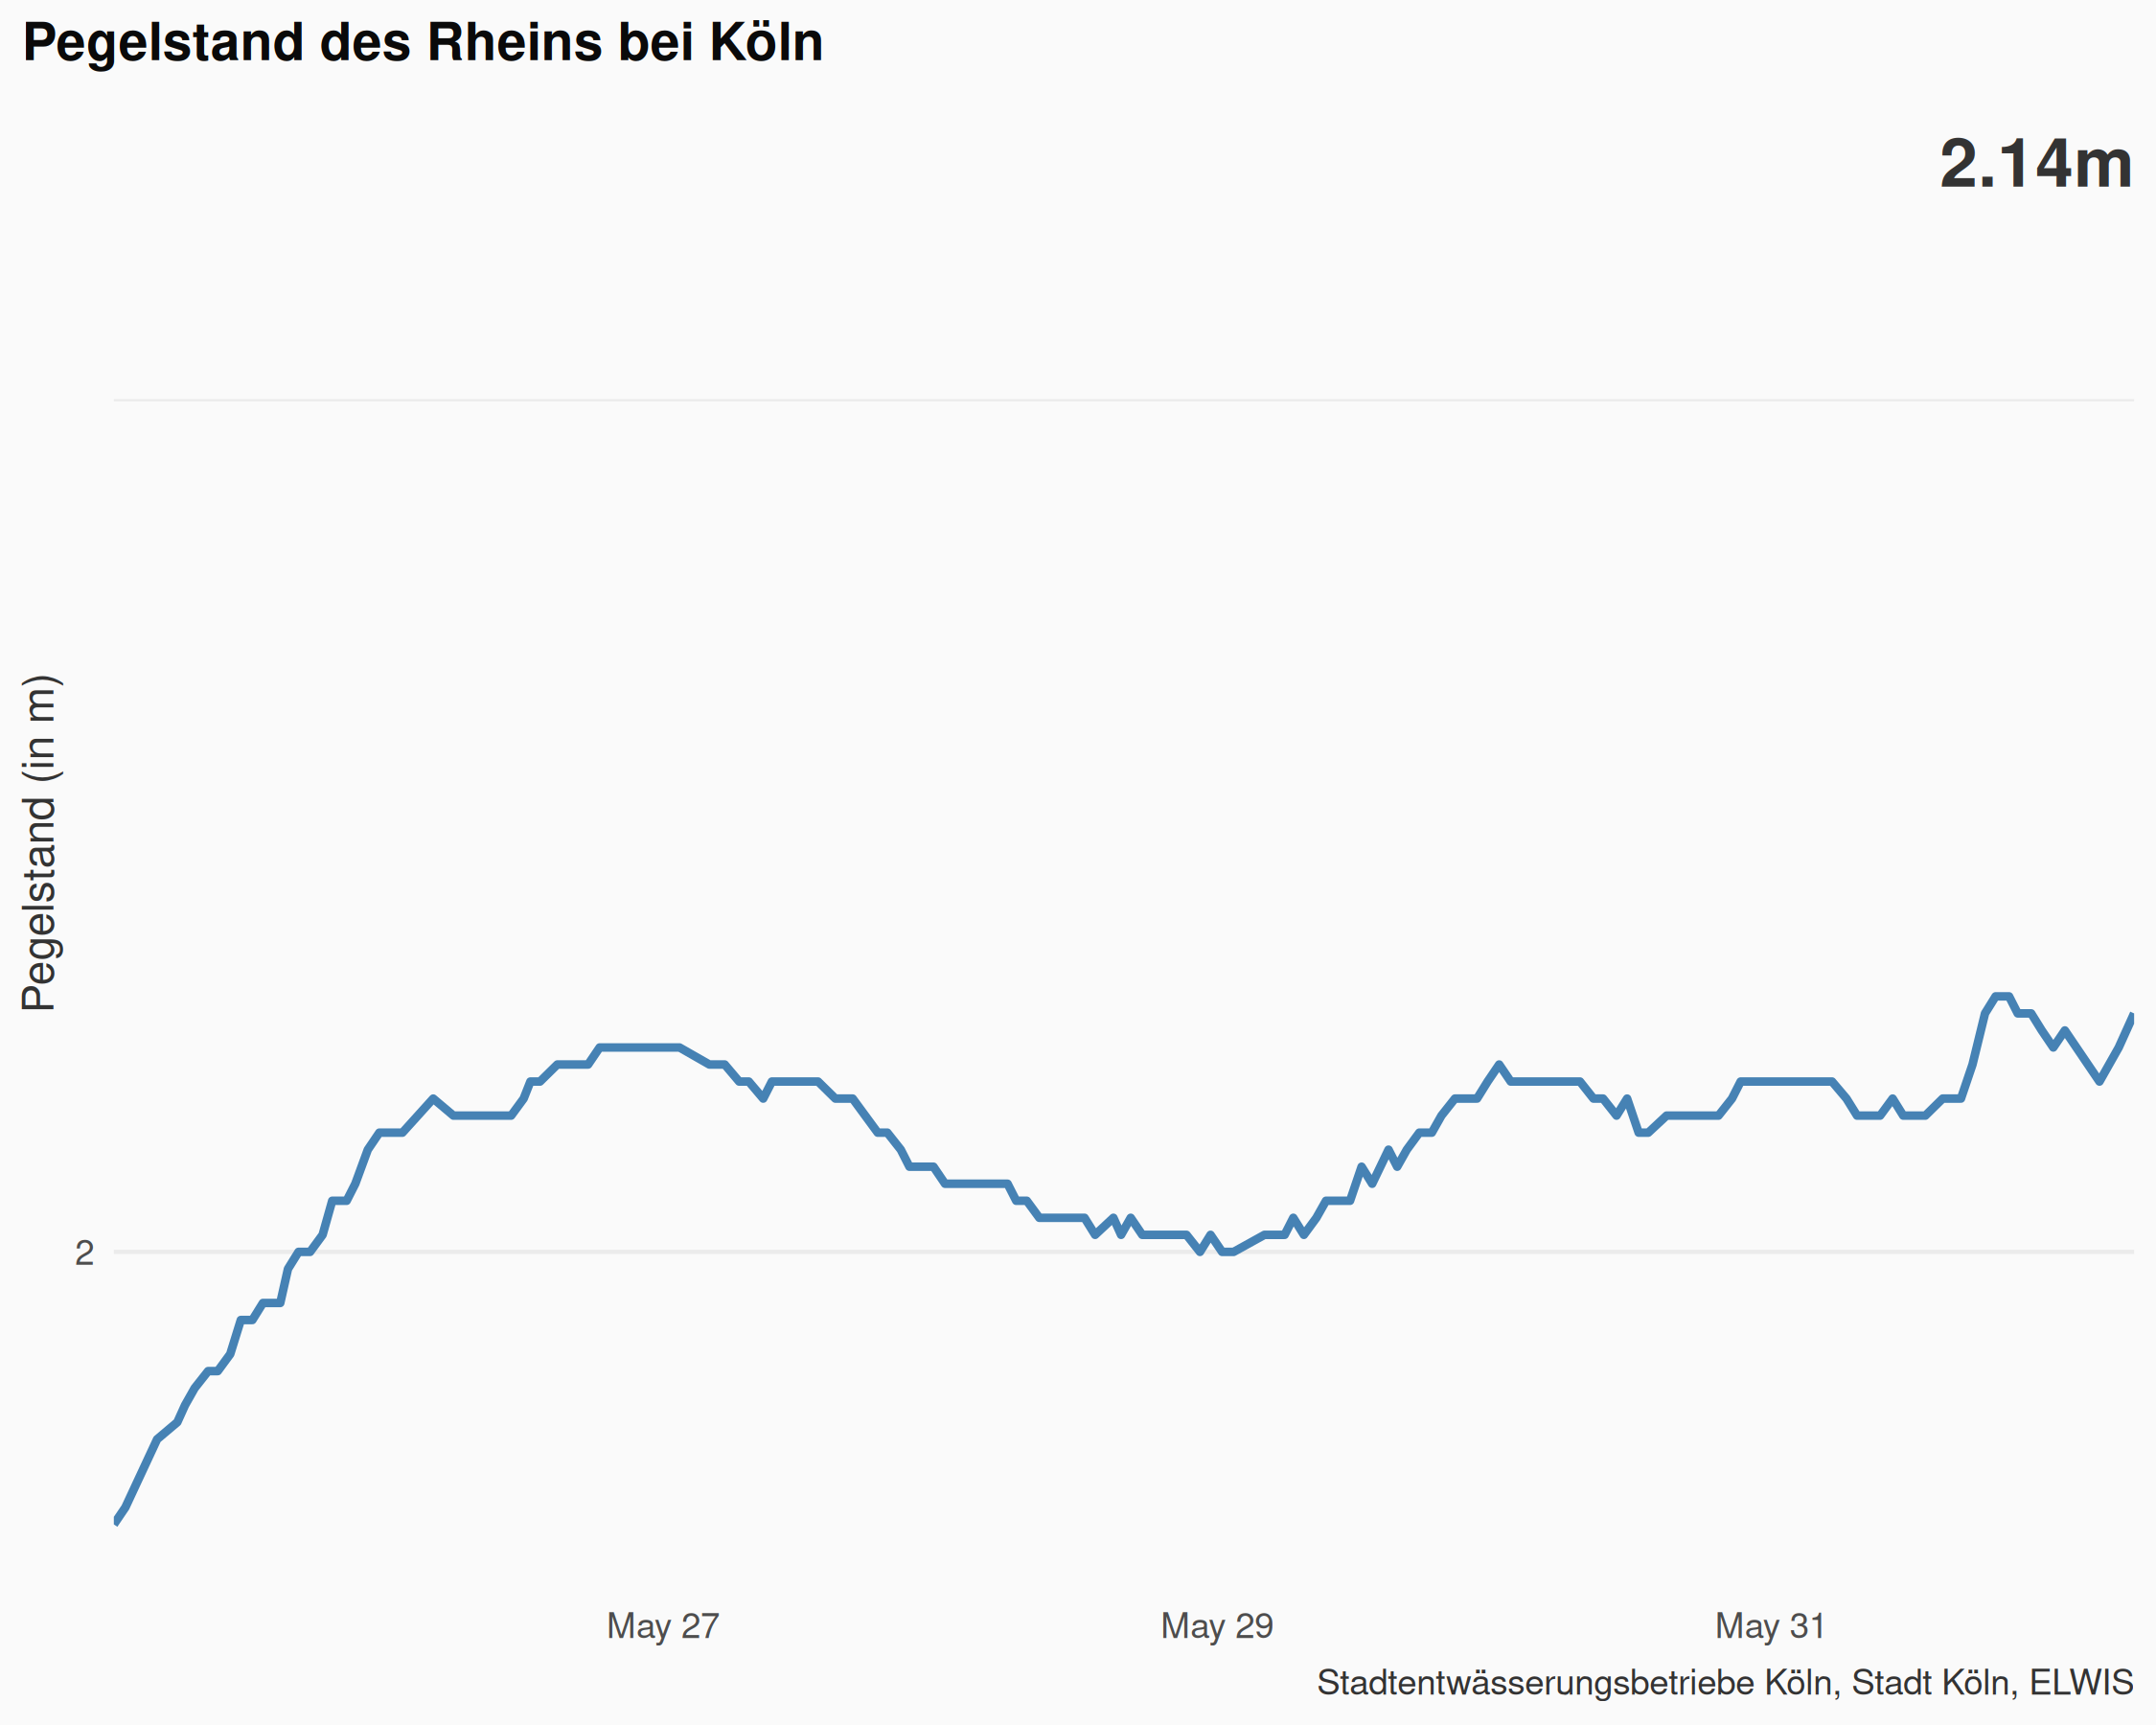 Pegelstand des Rheins bei Köln
2.14m
Pegelstand (in m)
2
May 27
May 29
May 31
Stadtentwässerungsbetriebe Köln, Stadt Köln, ELWIS